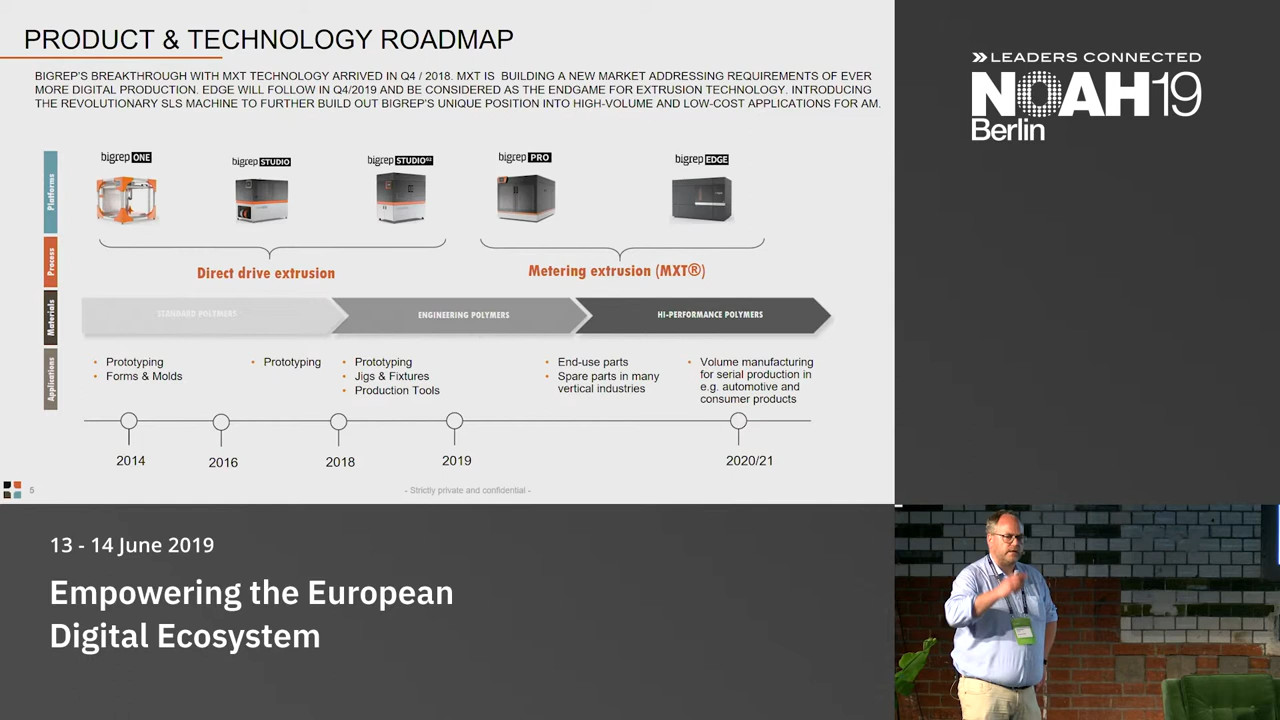 PRODUCT & TECHNOLOGY ROADMAP
BIGREP'S BREAKTHROUGH WITH MXT TECHNOLOGY ARRIVED IN Q4 / 2018. MXT IS BUILDING A NEW MARKET ADDRESSING REQUIREMENTS OF EVER
MORE DIGITAL PRODUCTION. EDGE WILL FOLLOW IN Q4/2019 AND BE CONSIDERED AS THE ENDGAME FOR EXTRUSION TECHNOLOGY. INTRODUCING
THE REVOLUTIONARY SLS MACHINE TO FURTHER BUILD OUT BIGREP'S UNIQUE POSITION INTO HIGH-VOLUME AND LOW-COST APPLICATIONS FOR AM.
Platforms
bigrep ONE
bigrep STUDIO
bigrep STUDIO G2
bigrep PRO
bigrep EDGE
Process
Direct drive extrusion
Metering extrusion (MXT®)
Materials
STANDARD POLYMERS
ENGINEERING POLYMERS
HI-PERFORMANCE POLYMERS
Applications
• Prototyping
• Forms & Molds
• Prototyping
• Prototyping
• Jigs & Fixtures
• Production Tools
• End-use parts
• Spare parts in many
vertical industries
• Volume manufacturing
for serial production in
e.g. automotive and
consumer products
2014
2016
2018
2019
2020/21
5
- Strictly private and confidential -
LEADERS CONNECTED
NOAH19
Berlin
13 - 14 June 2019
Empowering the European
Digital Ecosystem